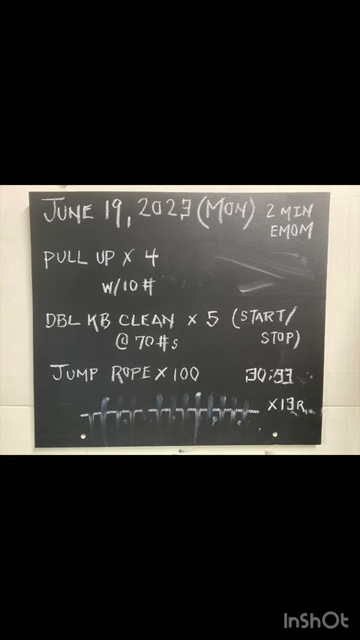 JUNE 19, 2023 (MON) 2 MIN
EMOM
PULL UP X 4
W/10#
DBL KB CLEAN X 5 (START/
@ 70#s STOP)
JUMP ROPE X 100 30:33
X13R
InShOt